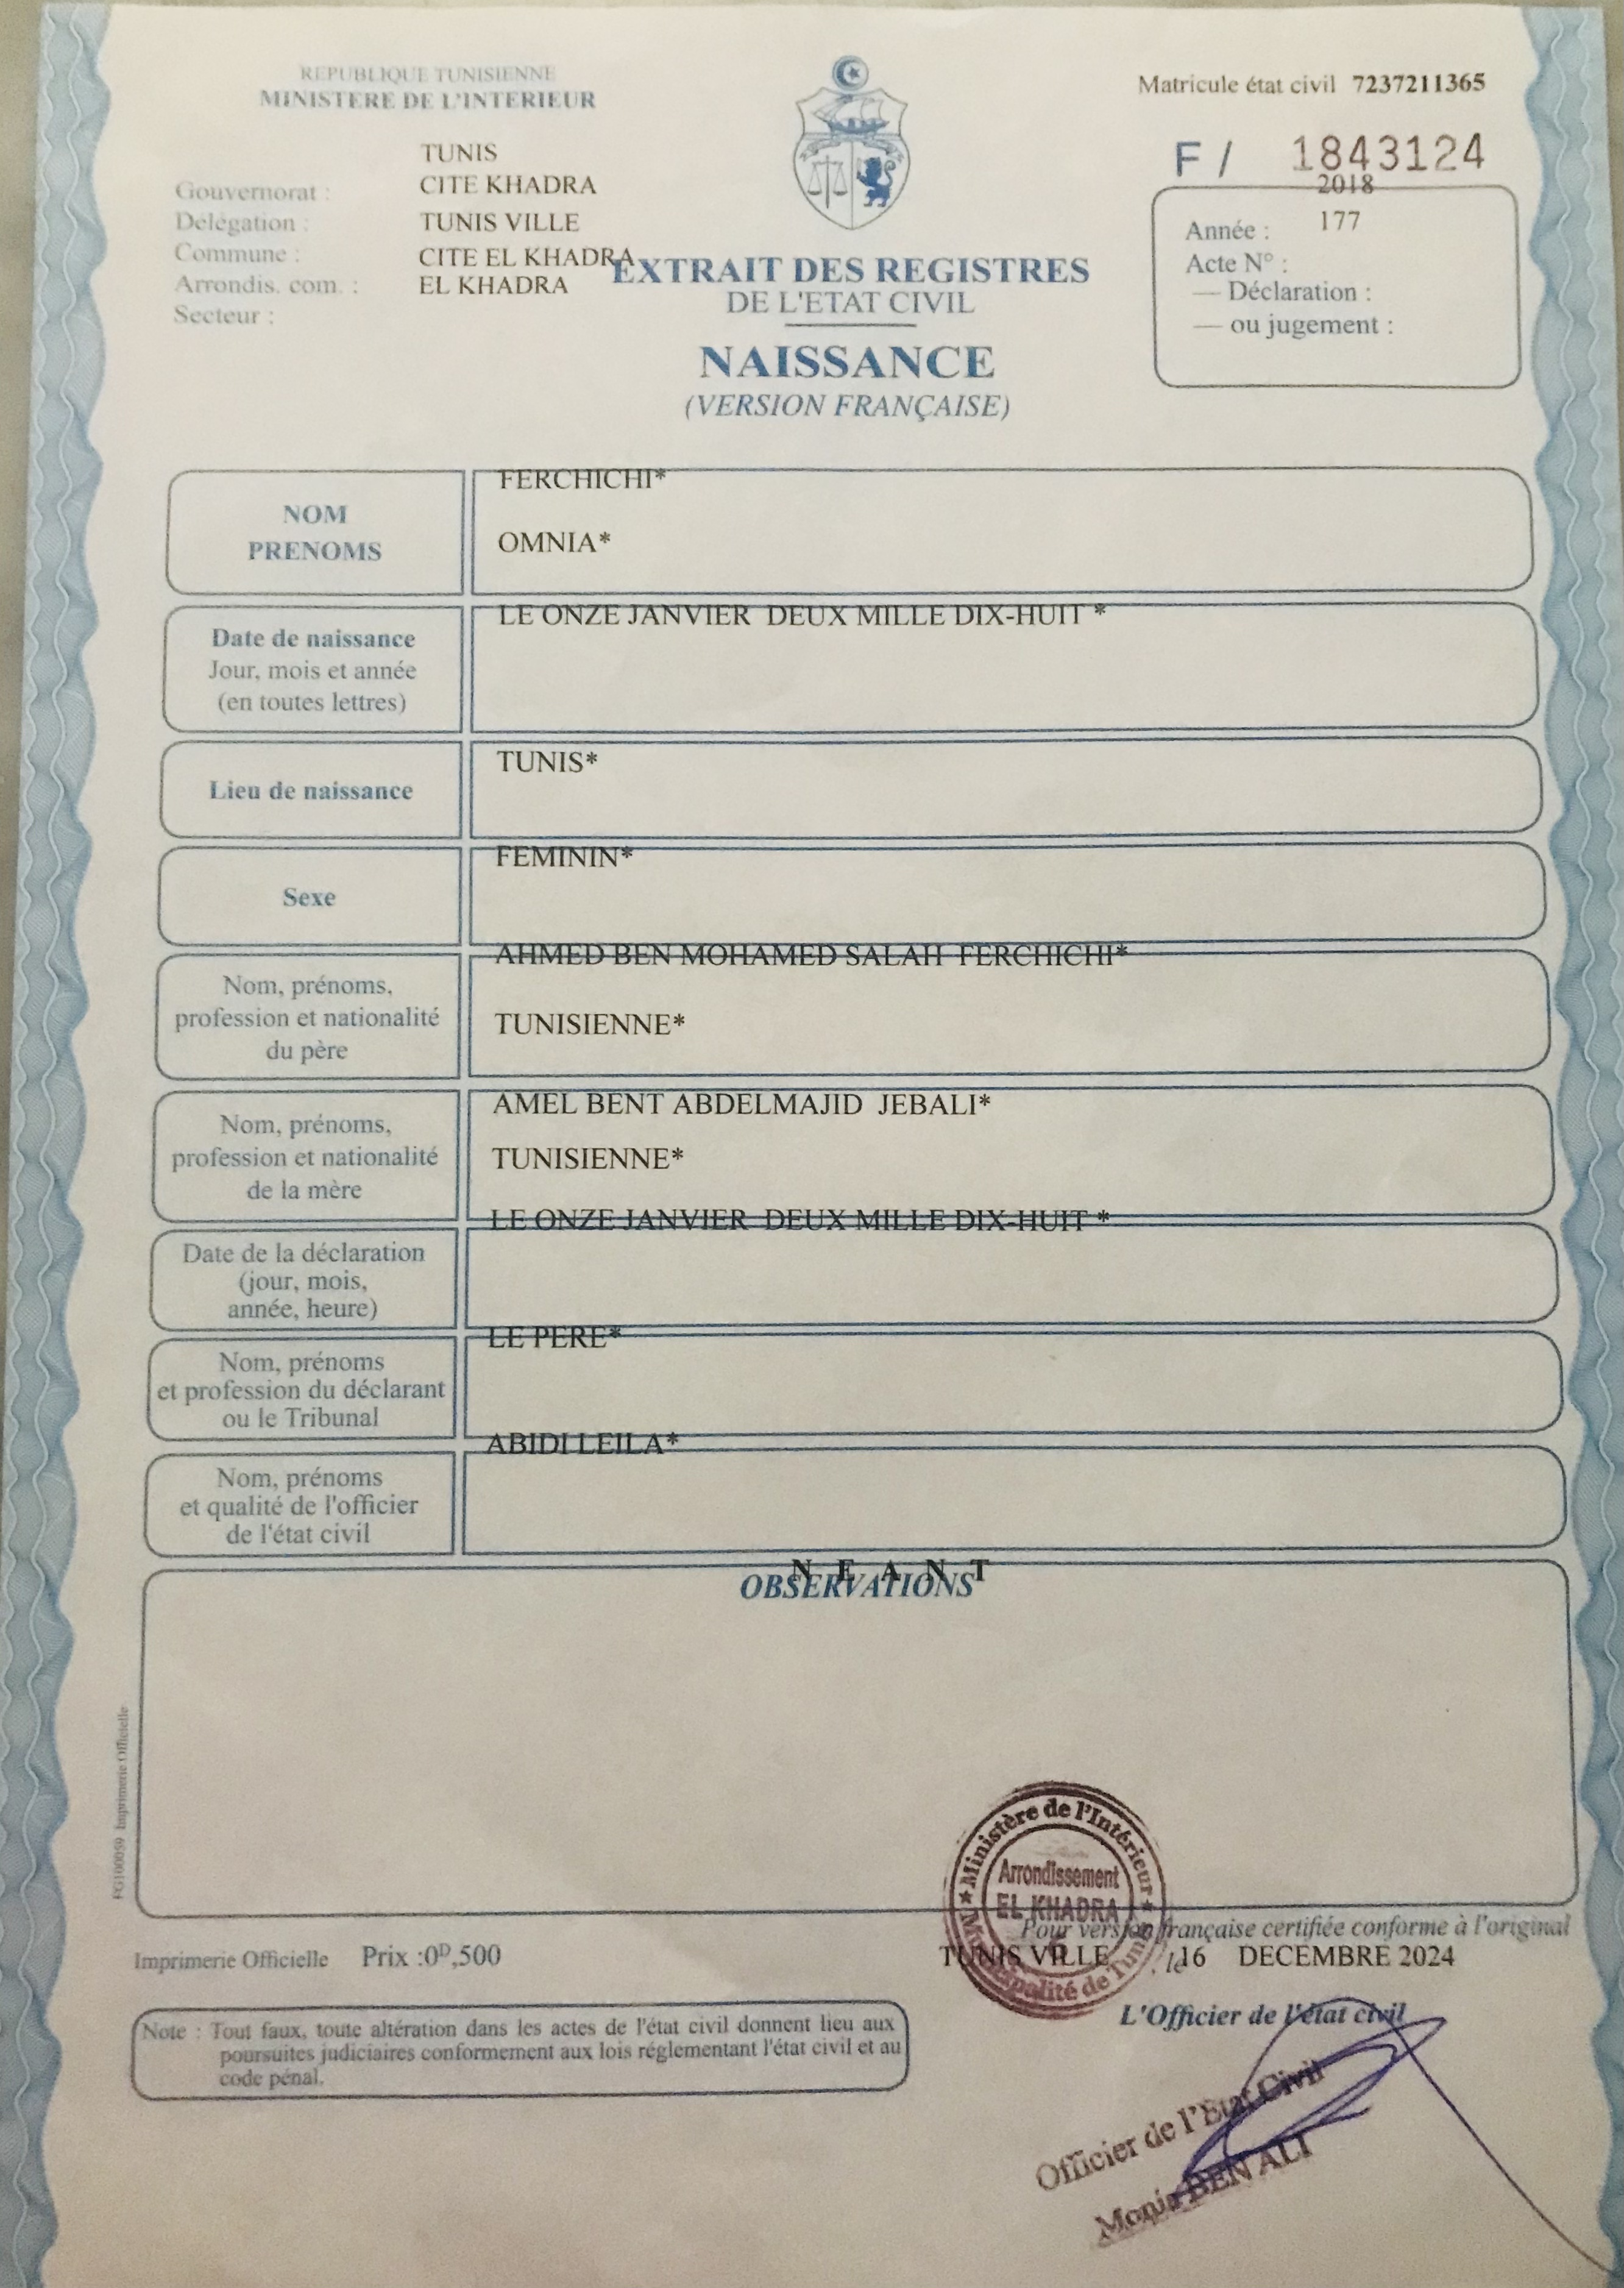 REPUBLIQUE TUNISIENNE
MINISTERE DE L'INTERIEUR
Matricule état civil 7237211365
F / 1843124
TUNIS
Gouvernorat : CITE KHADRA
Délégation : TUNIS VILLE
Commune : CITE EL KHADRA
Arrondis. com. : EL KHADRA
Secteur :
2018
Année : 177
Acte N° :
— Déclaration :
— ou jugement :
EXTRAIT DES REGISTRES
DE L'ETAT CIVIL
NAISSANCE
(VERSION FRANÇAISE)
NOM
PRENOMS
FERCHICHI*
OMNIA*
Date de naissance
Jour, mois et année
(en toutes lettres)
LE ONZE JANVIER DEUX MILLE DIX-HUIT *
Lieu de naissance
TUNIS*
Sexe
FEMININ*
Nom, prénoms,
profession et nationalité
du père
AHMED BEN MOHAMED SALAH FERCHICHI*
TUNISIENNE*
Nom, prénoms,
profession et nationalité
de la mère
AMEL BENT ABDELMAJID JEBALI*
TUNISIENNE*
Date de la déclaration
(jour, mois,
année, heure)
LE ONZE JANVIER DEUX MILLE DIX-HUIT *
Nom, prénoms
et profession du déclarant
ou le Tribunal
LE PERE*
Nom, prénoms
et qualité de l'officier
de l'état civil
ABIDI LEILA*
N E A N T
OBSERVATIONS
FG100059 Imprimerie Officielle
Ministère de l'Intérieur
Arrondissement
EL KHADRA
Municipalité de Tunis
Pour version française certifiée conforme à l'original
TUNIS VILLE , le 16 DECEMBRE 2024
Imprimerie Officielle Prix :0ᴰ,500
L'Officier de l'état civil
Note : Tout faux, toute altération dans les actes de l'état civil donnent lieu aux
poursuites judiciaires conformement aux lois réglementant l'état civil et au
code pénal.
Officier de l'Etat Civil
Monia BEN ALI